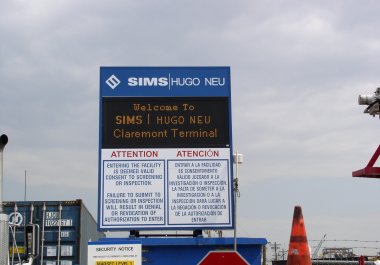 SIMS HUGO NEU
Welcome To
SIMS | HUGO NEU
Claremont Terminal
ATTENTION
ENTERING THE FACILITY
IS DEEMED VALID
CONSENT TO SCREENING
OR INSPECTION.
FAILURE TO SUBMIT
TO SCREENING OR INSPECTION
WILL RESULT IN DENIAL
OR REVOCATION OF
AUTHORIZATION TO ENTER
ATENCIÓN
ENTRAR A LA FACILIDAD
ES CONSENTIMIENTO
VÁLIDO JUZGADO A LA
INVESTIGACIÓN O INSPECCIÓN.
LA FALTA DE SOMETER A LA
INVESTIGACIÓN O A LA
INSPECCIÓN DARÁ LUGAR A
LA NEGACIÓN O REVOCACIÓN
DE LA AUTORIZACIÓN DE
ENTRAR.
SECURITY NOTICE